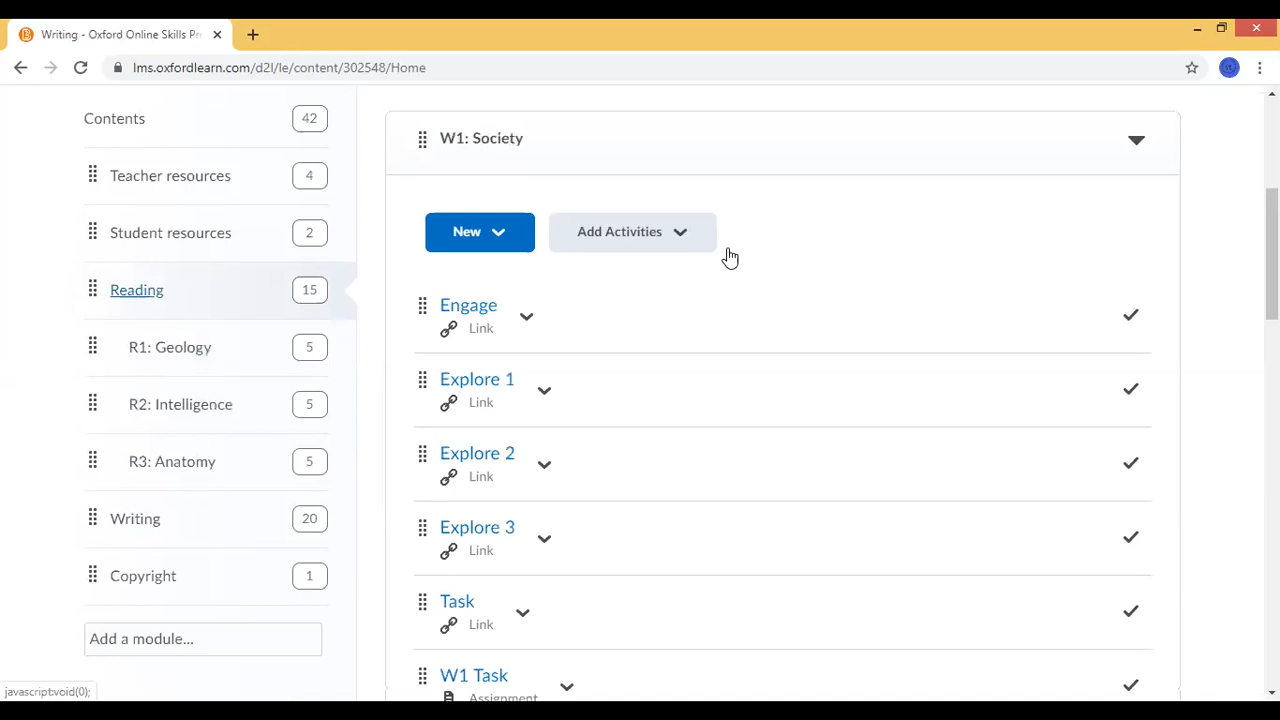 Writing - Oxford Online Skills Pr
lms.oxfordlearn.com/d2l/le/content/302548/Home
Contents 42
Teacher resources 4
Student resources 2
Reading 15
R1: Geology 5
R2: Intelligence 5
R3: Anatomy 5
Writing 20
Copyright 1
Add a module...
javascript:void(0);
W1: Society
New
Add Activities
Engage
Link
Explore 1
Link
Explore 2
Link
Explore 3
Link
Task
Link
W1 Task
Assignment